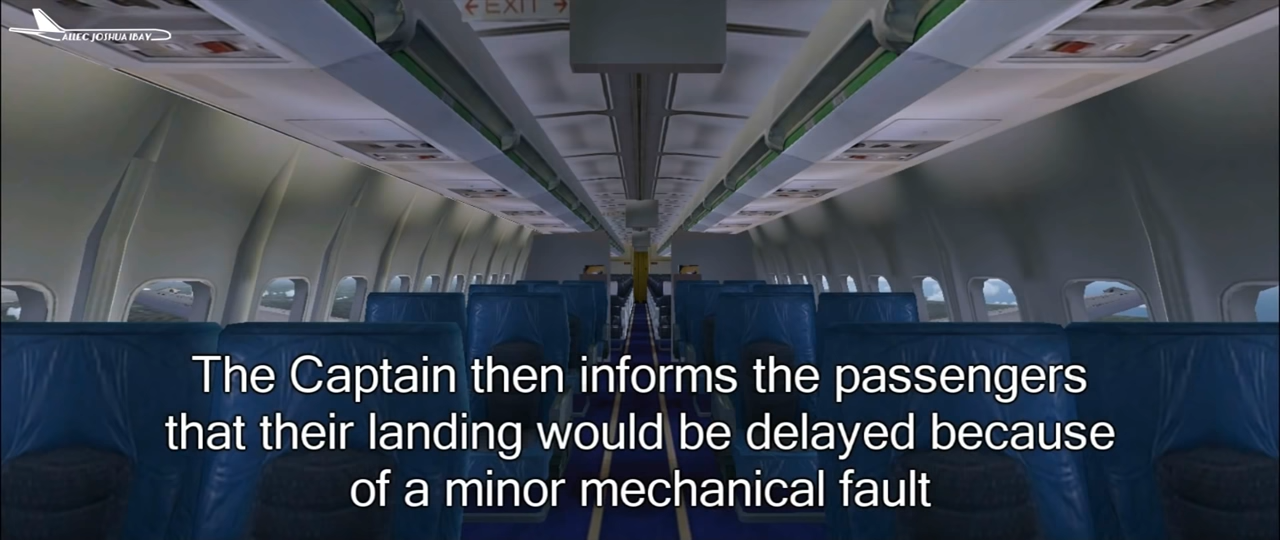 ← EXIT →
ALLEC JOSHUA IBAY
The Captain then informs the passengers
that their landing would be delayed because
of a minor mechanical fault